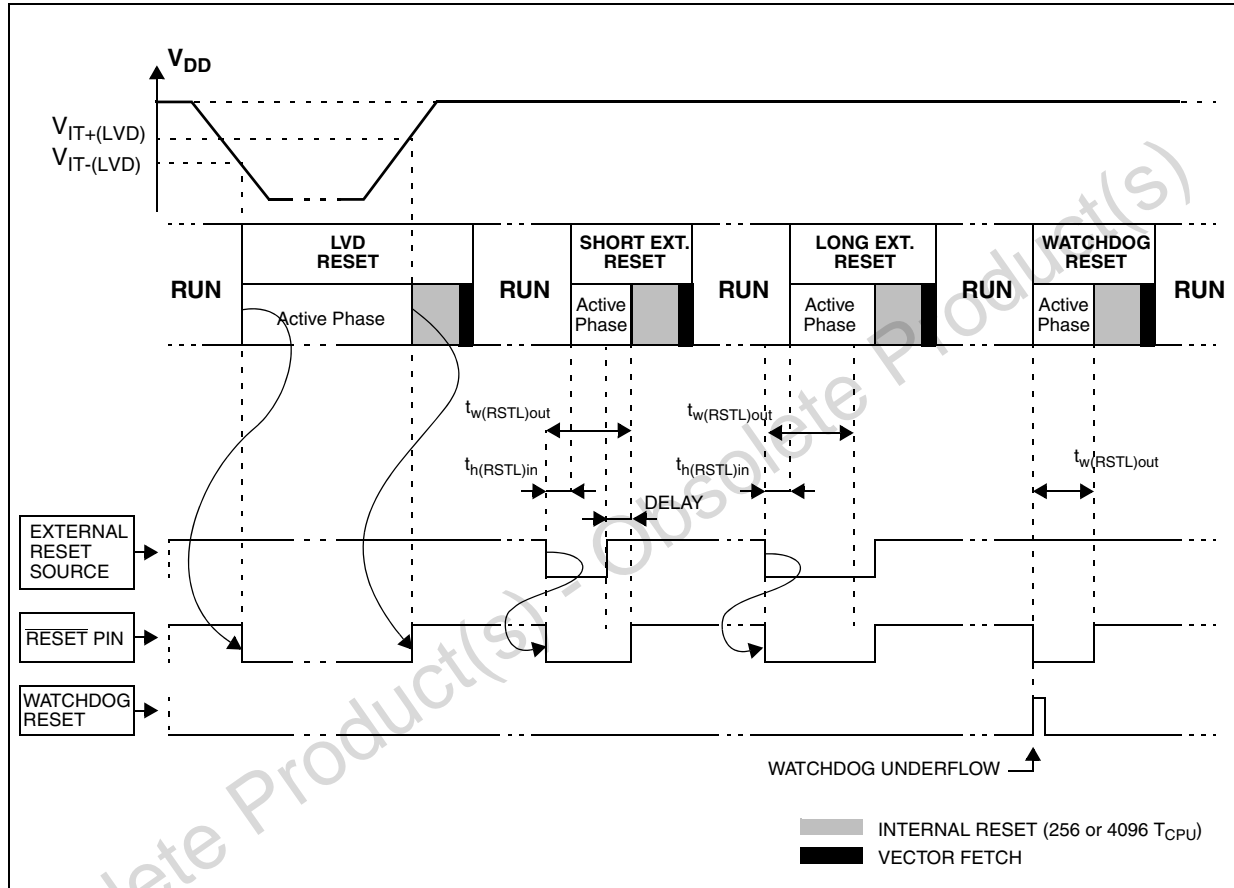 VDD
VIT+(LVD)
VIT-(LVD)
LVD
RESET
SHORT EXT.
RESET
LONG EXT.
RESET
WATCHDOG
RESET
RUN
RUN
RUN
RUN
RUN
Active Phase
Active
Phase
Active
Phase
Active
Phase
tw(RSTL)out
tw(RSTL)out
th(RSTL)in
th(RSTL)in
tw(RSTL)out
DELAY
EXTERNAL
RESET
SOURCE
RESET PIN
WATCHDOG
RESET
WATCHDOG UNDERFLOW
INTERNAL RESET (256 or 4096 TCPU)
VECTOR FETCH
lete Product(s) - Obsolete Product(s)